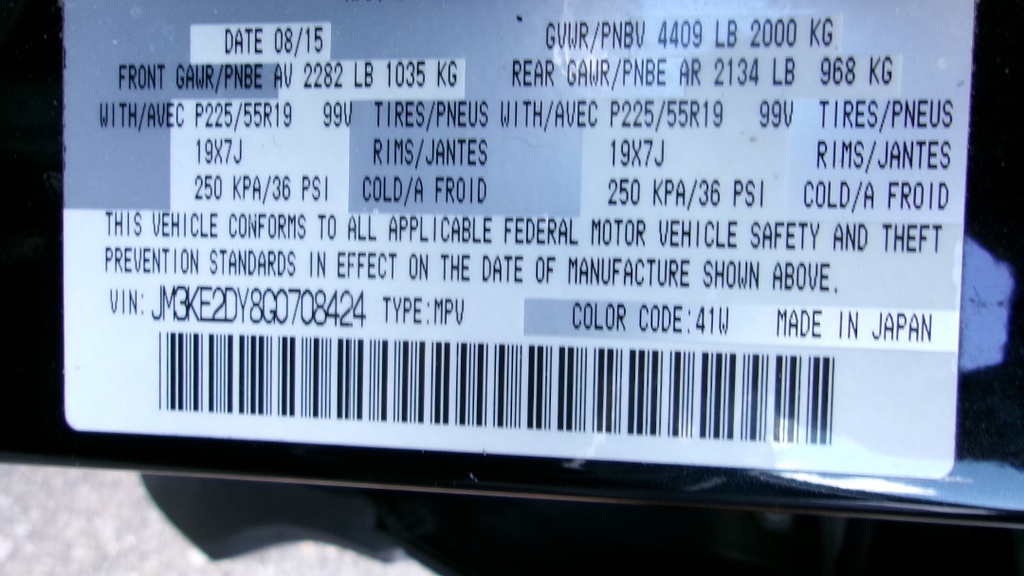 DATE 08/15 GVWR/PNBV 4409 LB 2000 KG
FRONT GAWR/PNBE AV 2282 LB 1035 KG REAR GAWR/PNBE AR 2134 LB 968 KG
WITH/AVEC P225/55R19 99V TIRES/PNEUS WITH/AVEC P225/55R19 99V TIRES/PNEUS
19X7J RIMS/JANTES 19X7J RIMS/JANTES
250 KPA/36 PSI COLD/A FROID 250 KPA/36 PSI COLD/A FROID
THIS VEHICLE CONFORMS TO ALL APPLICABLE FEDERAL MOTOR VEHICLE SAFETY AND THEFT
PREVENTION STANDARDS IN EFFECT ON THE DATE OF MANUFACTURE SHOWN ABOVE.
VIN: JM3KE2DY8G0708424 TYPE:MPV COLOR CODE:41W MADE IN JAPAN